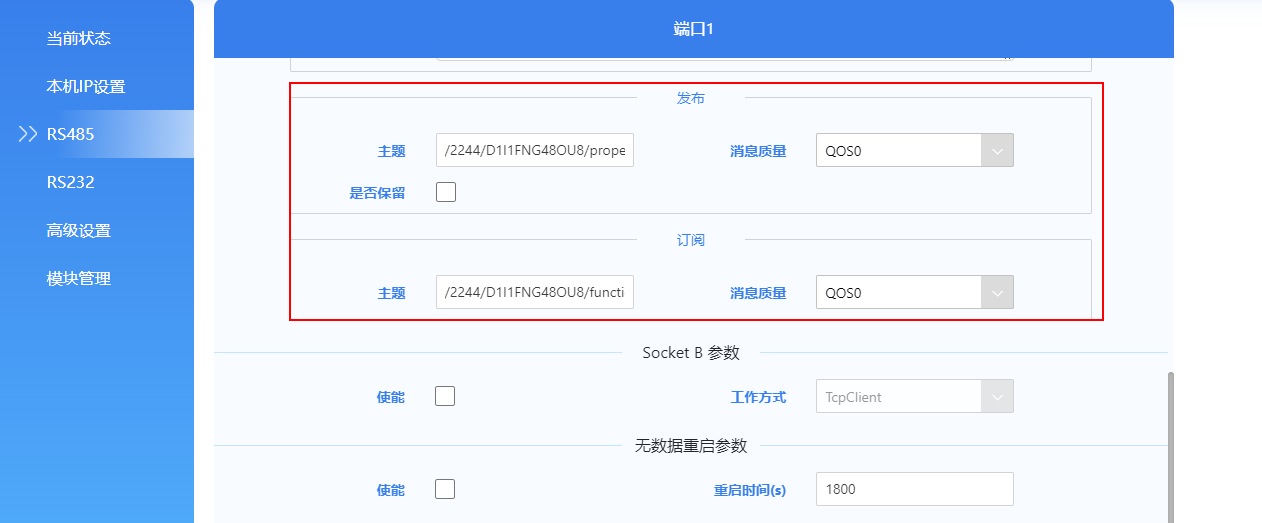 当前状态
本机IP设置
RS485
RS232
高级设置
模块管理
端口1
发布
主题 /2244/D1I1FNG48OU8/prope 消息质量 QOS0
是否保留
订阅
主题 /2244/D1I1FNG48OU8/functi 消息质量 QOS0
Socket B 参数
使能 工作方式 TcpClient
无数据重启参数
使能 重启时间(s) 1800